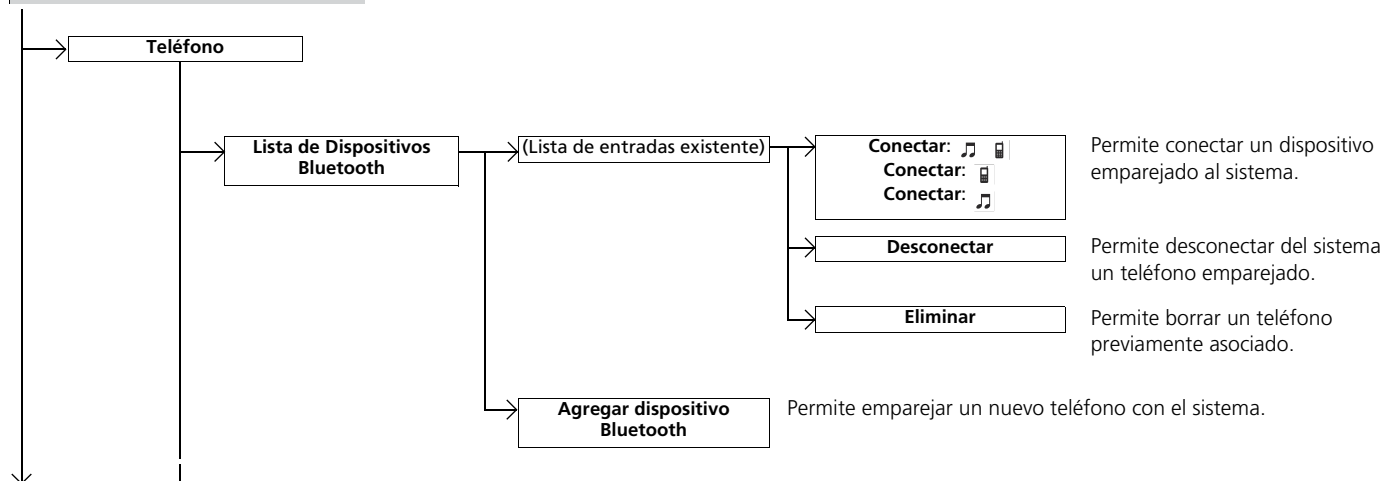 Teléfono
Lista de Dispositivos
Bluetooth
(Lista de entradas existente)
Conectar:
Conectar:
Conectar:
Permite conectar un dispositivo
emparejado al sistema.
Desconectar
Permite desconectar del sistema
un teléfono emparejado.
Eliminar
Permite borrar un teléfono
previamente asociado.
Agregar dispositivo
Bluetooth
Permite emparejar un nuevo teléfono con el sistema.